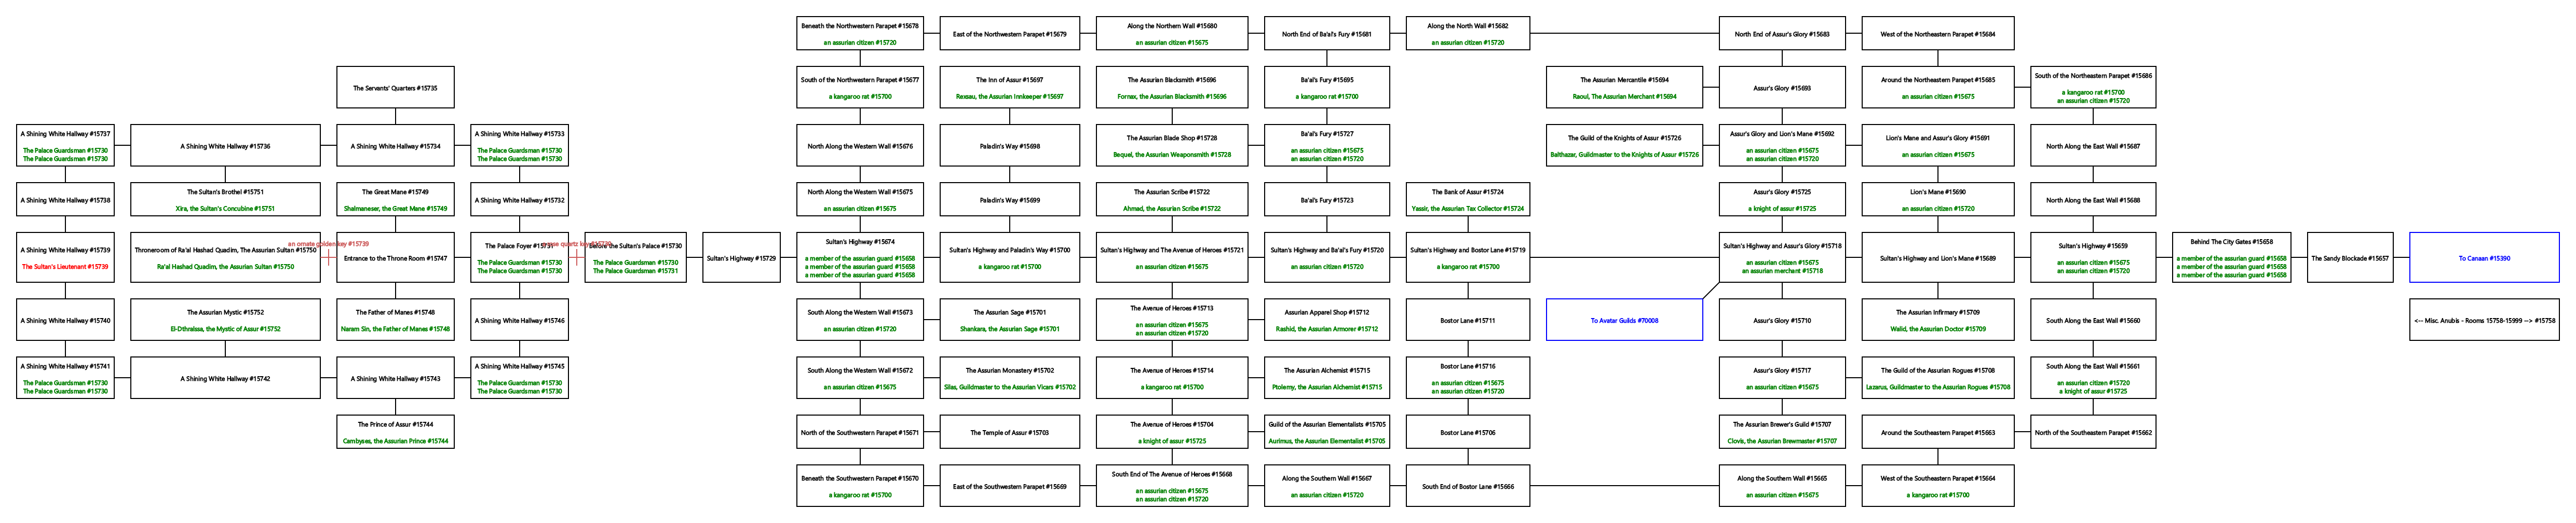 Beneath the Northwestern Parapet #15678
an assurian citizen #15720
East of the Northwestern Parapet #15679
Along the Northern Wall #15680
an assurian citizen #15675
North End of Ba'al's Fury #15681
Along the North Wall #15682
an assurian citizen #15720
North End of Assur's Glory #15683
West of the Northeastern Parapet #15684
The Servants' Quarters #15735
South of the Northwestern Parapet #15677
a kangaroo rat #15700
The Inn of Assur #15697
Rexsau, the Assurian Innkeeper #15697
The Assurian Blacksmith #15696
Fornax, the Assurian Blacksmith #15696
Ba'al's Fury #15695
a kangaroo rat #15700
The Assurian Mercantile #15694
Raoul, The Assurian Merchant #15694
Assur's Glory #15693
Around the Northeastern Parapet #15685
an assurian citizen #15675
South of the Northeastern Parapet #15686
a kangaroo rat #15700
an assurian citizen #15720
A Shining White Hallway #15737
The Palace Guardsman #15730
The Palace Guardsman #15730
A Shining White Hallway #15736
A Shining White Hallway #15734
A Shining White Hallway #15733
The Palace Guardsman #15730
The Palace Guardsman #15730
North Along the Western Wall #15676
Paladin's Way #15698
The Assurian Blade Shop #15728
Bequel, the Assurian Weaponsmith #15728
Ba'al's Fury #15727
an assurian citizen #15675
an assurian citizen #15720
The Guild of the Knights of Assur #15726
Balthazar, Guildmaster to the Knights of Assur #15726
Assur's Glory and Lion's Mane #15692
an assurian citizen #15675
an assurian citizen #15720
Lion's Mane and Assur's Glory #15691
an assurian citizen #15675
North Along the East Wall #15687
A Shining White Hallway #15738
The Sultan's Brothel #15751
Xira, the Sultan's Concubine #15751
The Great Mane #15749
Shalmaneser, the Great Mane #15749
A Shining White Hallway #15732
North Along the Western Wall #15675
an assurian citizen #15675
Paladin's Way #15699
The Assurian Scribe #15722
Ahmad, the Assurian Scribe #15722
Ba'al's Fury #15723
The Bank of Assur #15724
Yassir, the Assurian Tax Collector #15724
Assur's Glory #15725
a knight of assur #15725
Lion's Mane #15690
an assurian citizen #15720
North Along the East Wall #15688
A Shining White Hallway #15739
The Sultan's Lieutenant #15739
Throneroom of Ra'al Hashad Quadim, The Assurian Sultan #15750
Ra'al Hashad Quadim, the Assurian Sultan #15750
an ornate golden key #15739
Entrance to the Throne Room #15747
The Palace Foyer #15731
The Palace Guardsman #15730
The Palace Guardsman #15730
quartz key
Before the Sultan's Palace #15730
The Palace Guardsman #15730
The Palace Guardsman #15731
Sultan's Highway #15729
Sultan's Highway #15674
a member of the assurian guard #15658
a member of the assurian guard #15658
a member of the assurian guard #15658
Sultan's Highway and Paladin's Way #15700
a kangaroo rat #15700
Sultan's Highway and The Avenue of Heroes #15721
an assurian citizen #15675
Sultan's Highway and Ba'al's Fury #15720
an assurian citizen #15720
Sultan's Highway and Bostor Lane #15719
a kangaroo rat #15700
Sultan's Highway and Assur's Glory #15718
an assurian citizen #15675
an assurian merchant #15718
Sultan's Highway and Lion's Mane #15689
Sultan's Highway #15659
an assurian citizen #15675
an assurian citizen #15720
Behind The City Gates #15658
a member of the assurian guard #15658
a member of the assurian guard #15658
a member of the assurian guard #15658
The Sandy Blockade #15657
To Canaan #15390
A Shining White Hallway #15740
The Assurian Mystic #15752
El-Dthraissa, the Mystic of Assur #15752
The Father of Manes #15748
Naram Sin, the Father of Manes #15748
A Shining White Hallway #15746
South Along the Western Wall #15673
an assurian citizen #15720
The Assurian Sage #15701
Shankara, the Assurian Sage #15701
The Avenue of Heroes #15713
an assurian citizen #15675
an assurian citizen #15720
Assurian Apparel Shop #15712
Rashid, the Assurian Armorer #15712
Bostor Lane #15711
To Avatar Guilds #70008
Assur's Glory #15710
The Assurian Infirmary #15709
Walid, the Assurian Doctor #15709
South Along the East Wall #15660
<-- Misc. Anubis - Rooms 15758-15999 --> #15758
A Shining White Hallway #15741
The Palace Guardsman #15730
The Palace Guardsman #15730
A Shining White Hallway #15742
A Shining White Hallway #15743
A Shining White Hallway #15745
The Palace Guardsman #15730
The Palace Guardsman #15730
South Along the Western Wall #15672
an assurian citizen #15675
The Assurian Monastery #15702
Silas, Guildmaster to the Assurian Vicars #15702
The Avenue of Heroes #15714
a kangaroo rat #15700
The Assurian Alchemist #15715
Ptolemy, the Assurian Alchemist #15715
Bostor Lane #15716
an assurian citizen #15675
an assurian citizen #15720
Assur's Glory #15717
an assurian citizen #15675
The Guild of the Assurian Rogues #15708
Lazarus, Guildmaster to the Assurian Rogues #15708
South Along the East Wall #15661
an assurian citizen #15720
a knight of assur #15725
The Prince of Assur #15744
Cambyses, the Assurian Prince #15744
North of the Southwestern Parapet #15671
The Temple of Assur #15703
The Avenue of Heroes #15704
a knight of assur #15725
Guild of the Assurian Elementalists #15705
Aurimus, the Assurian Elementalist #15705
Bostor Lane #15706
The Assurian Brewer's Guild #15707
Clovis, the Assurian Brewmaster #15707
Around the Southeastern Parapet #15663
North of the Southeastern Parapet #15662
Beneath the Southwestern Parapet #15670
a kangaroo rat #15700
East of the Southwestern Parapet #15669
South End of The Avenue of Heroes #15668
an assurian citizen #15675
an assurian citizen #15720
Along the Southern Wall #15667
an assurian citizen #15720
South End of Bostor Lane #15666
Along the Southern Wall #15665
an assurian citizen #15675
West of the Southeastern Parapet #15664
a kangaroo rat #15700